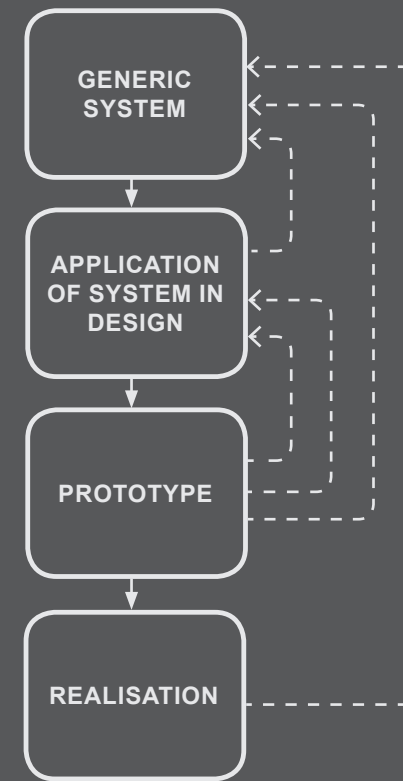 GENERIC
SYSTEM
APPLICATION
OF SYSTEM IN
DESIGN
PROTOTYPE
REALISATION